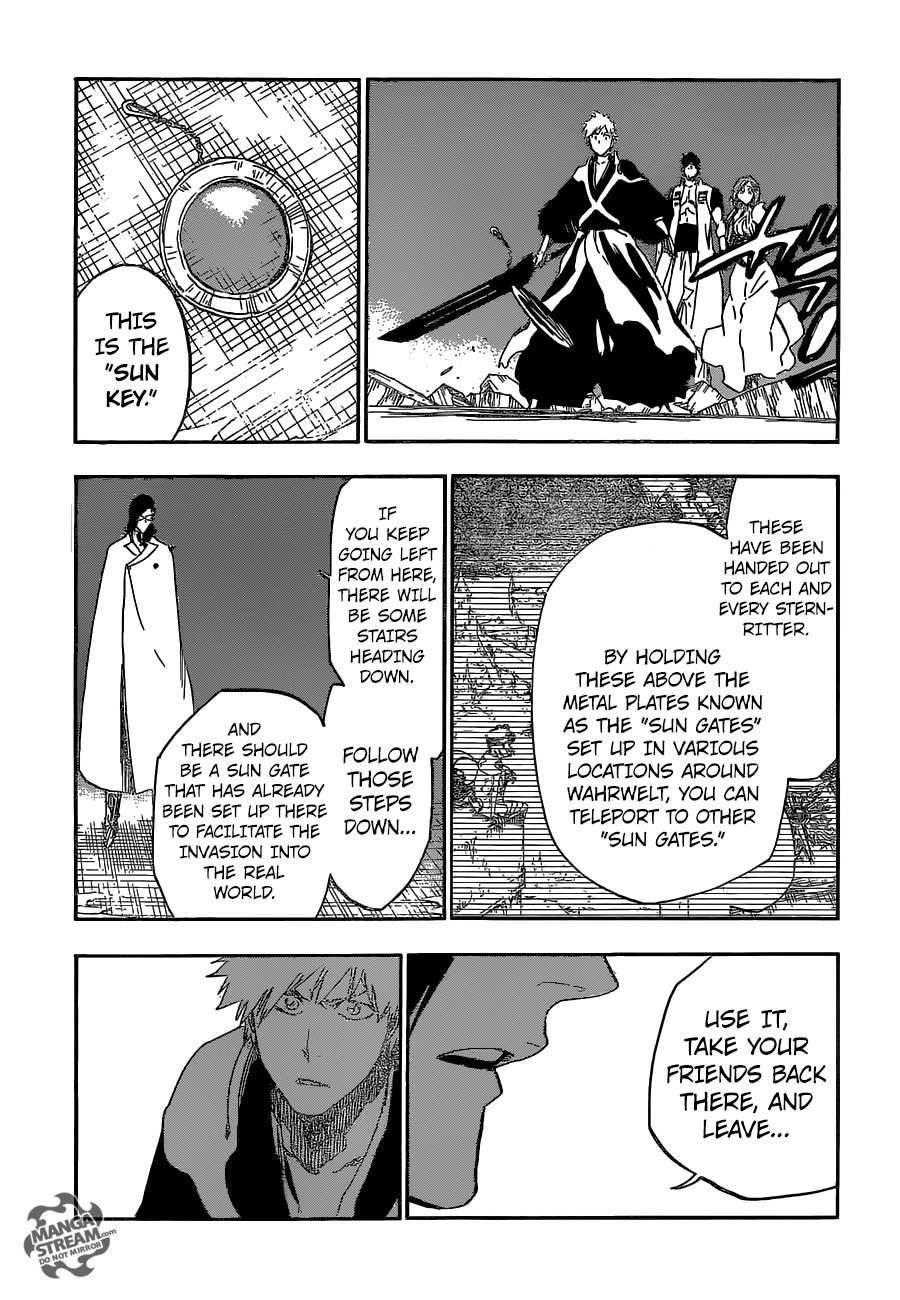 THIS
IS THE
"SUN
KEY."
THESE
HAVE BEEN
HANDED OUT
TO EACH AND
EVERY STERN-
RITTER.
BY HOLDING
THESE ABOVE THE
METAL PLATES KNOWN
AS THE "SUN GATES"
SET UP IN VARIOUS
LOCATIONS AROUND
WAHRWELT, YOU CAN
TELEPORT TO OTHER
"SUN GATES."
IF
YOU KEEP
GOING LEFT
FROM HERE,
THERE WILL
BE SOME
STAIRS
HEADING
DOWN.
FOLLOW
THOSE
STEPS
DOWN...
AND
THERE SHOULD
BE A SUN GATE
THAT HAS ALREADY
BEEN SET UP THERE
TO FACILITATE THE
INVASION INTO
THE REAL
WORLD.
USE IT,
TAKE YOUR
FRIENDS BACK
THERE, AND
LEAVE...
MANGA
STREAM.com
DO NOT MIRROR